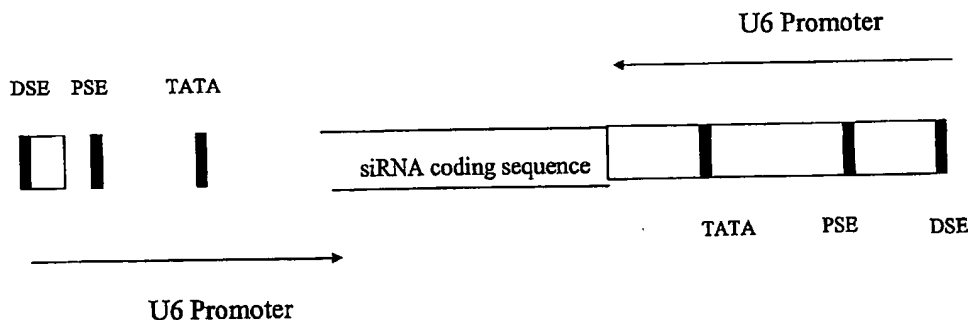 U6 Promoter
DSE PSE TATA
siRNA coding sequence
TATA PSE DSE
U6 Promoter